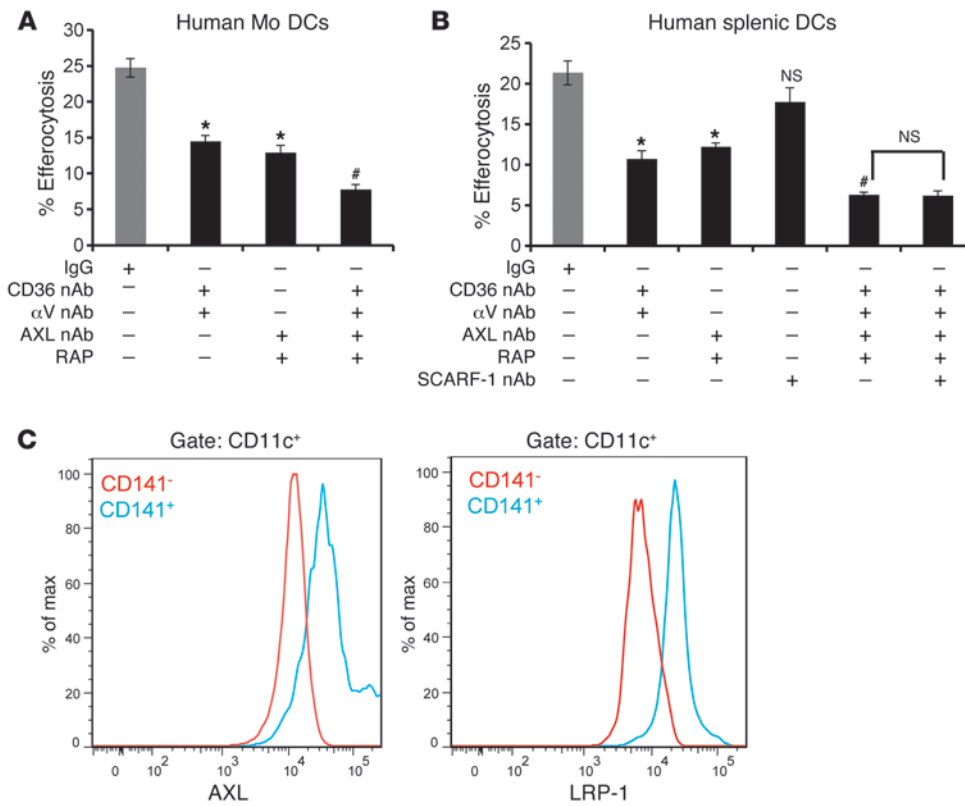 A
Human Mo DCs
% Efferocytosis
30
25
20
15
10
5
0
*
*
#
IgG + – – –
CD36 nAb – + – +
αV nAb – + – +
AXL nAb – – + +
RAP – – + +
B
Human splenic DCs
% Efferocytosis
25
20
15
10
5
0
*
*
NS
#
NS
IgG + – – – – –
CD36 nAb – + – – + +
αV nAb – + – – + +
AXL nAb – – + – + +
RAP – – + – + +
SCARF-1 nAb – – – + – +
C
Gate: CD11c⁺
CD141⁻
CD141⁺
% of max
100
80
60
40
20
0
0 10² 10³ 10⁴ 10⁵
AXL
Gate: CD11c⁺
CD141⁻
CD141⁺
% of max
100
80
60
40
20
0
0 10² 10³ 10⁴ 10⁵
LRP-1